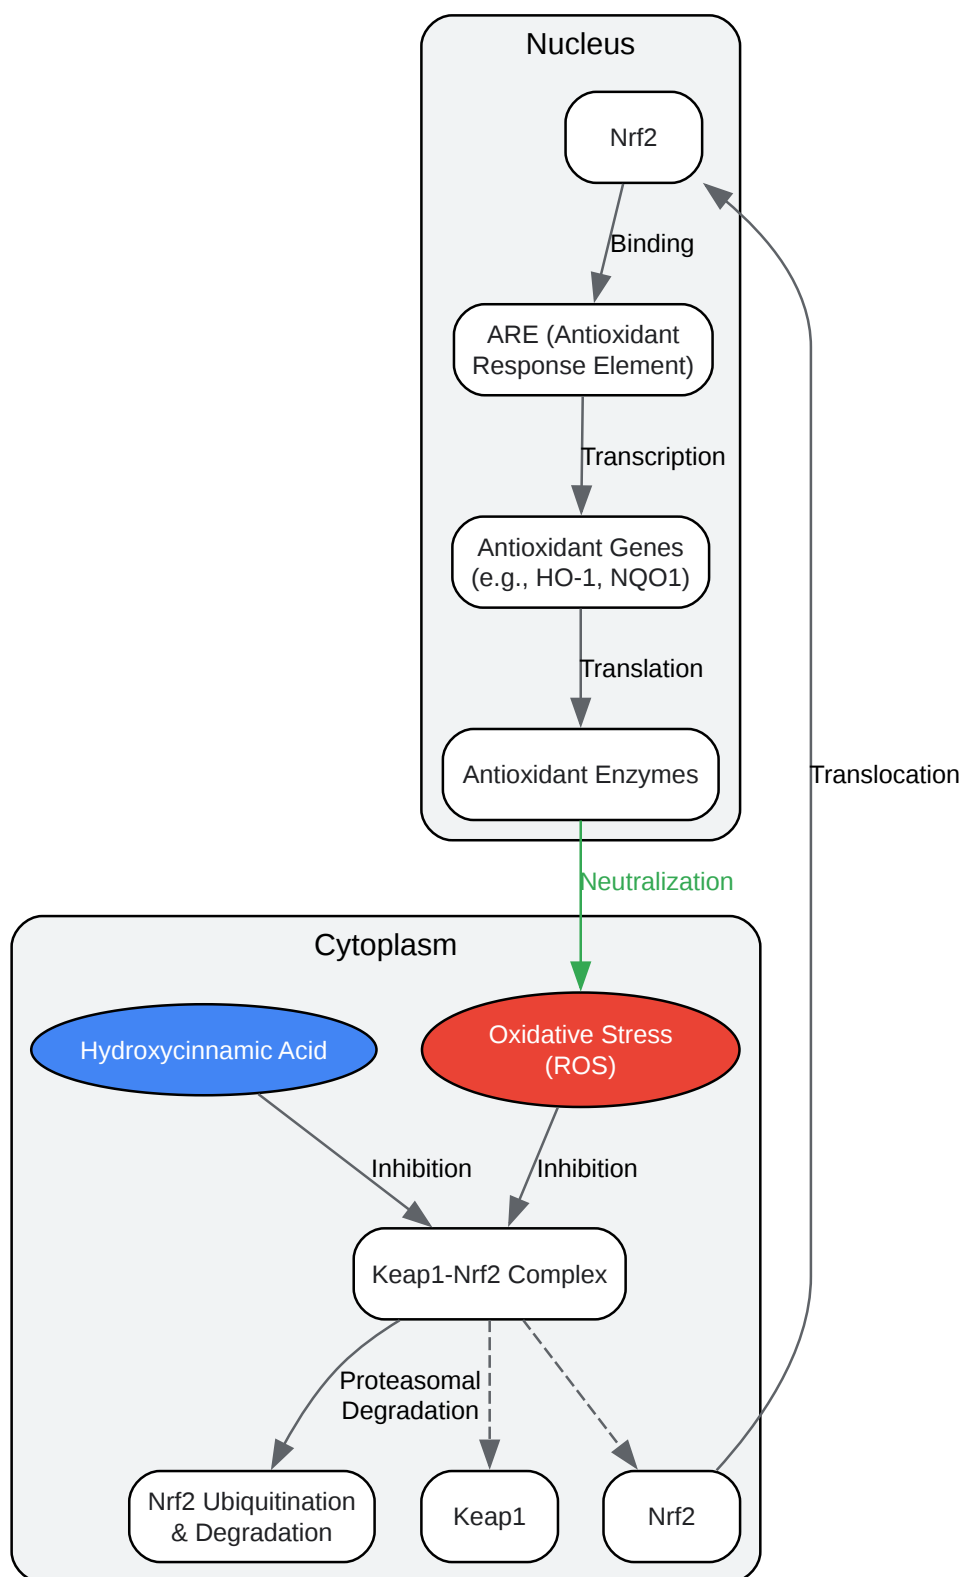 Nucleus
Nrf2
Binding
ARE (Antioxidant
Response Element)
Transcription
Antioxidant Genes
(e.g., HO-1, NQO1)
Translation
Antioxidant Enzymes
Translocation
Neutralization
Cytoplasm
Hydroxycinnamic Acid
Oxidative Stress
(ROS)
Inhibition
Inhibition
Keap1-Nrf2 Complex
Proteasomal
Degradation
Nrf2 Ubiquitination
& Degradation
Keap1
Nrf2